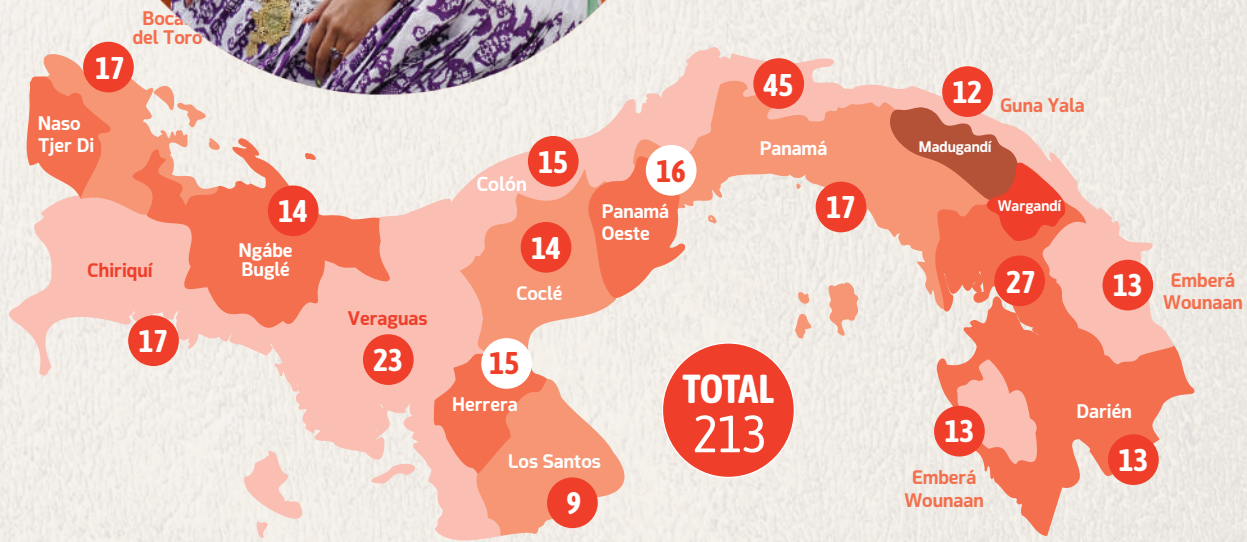 del Toro
17
Naso
Tjer Di
Chiriquí
17
14
Ngábe
Buglé
Veraguas
23
Colón
15
14
Coclé
15
Herrera
Los Santos
9
16
Panamá
Oeste
45
Panamá
17
12
Guna Yala
Madugandí
Wargandí
27
13
Emberá
Wounaan
TOTAL
213
13
Emberá
Wounaan
Darién
13